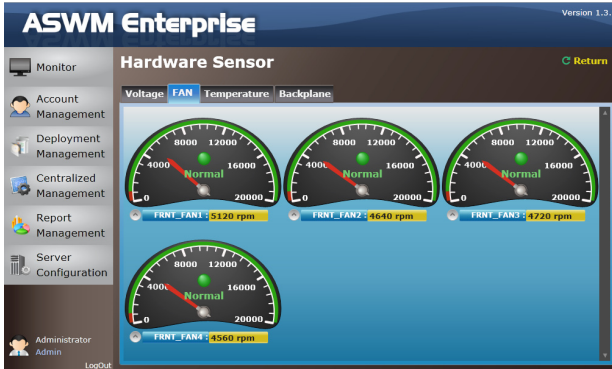 ASWM Enterprise
Version 1.3.
Monitor
Account
Management
Deployment
Management
Centralized
Management
Report
Management
Server
Configuration
Administrator
Admin
LogOut
Hardware Sensor
Return
Voltage FAN Temperature Backplane
8000 12000
4000 16000
Normal
0 20000
FRNT_FAN1 : 5120 rpm
8000 12000
4000 16000
Normal
0 20000
FRNT_FAN2 : 4640 rpm
8000 12000
4000 16000
Normal
0 20000
FRNT_FAN3 : 4720 rpm
8000 12000
4000 16000
Normal
0 20000
FRNT_FAN4 : 4560 rpm